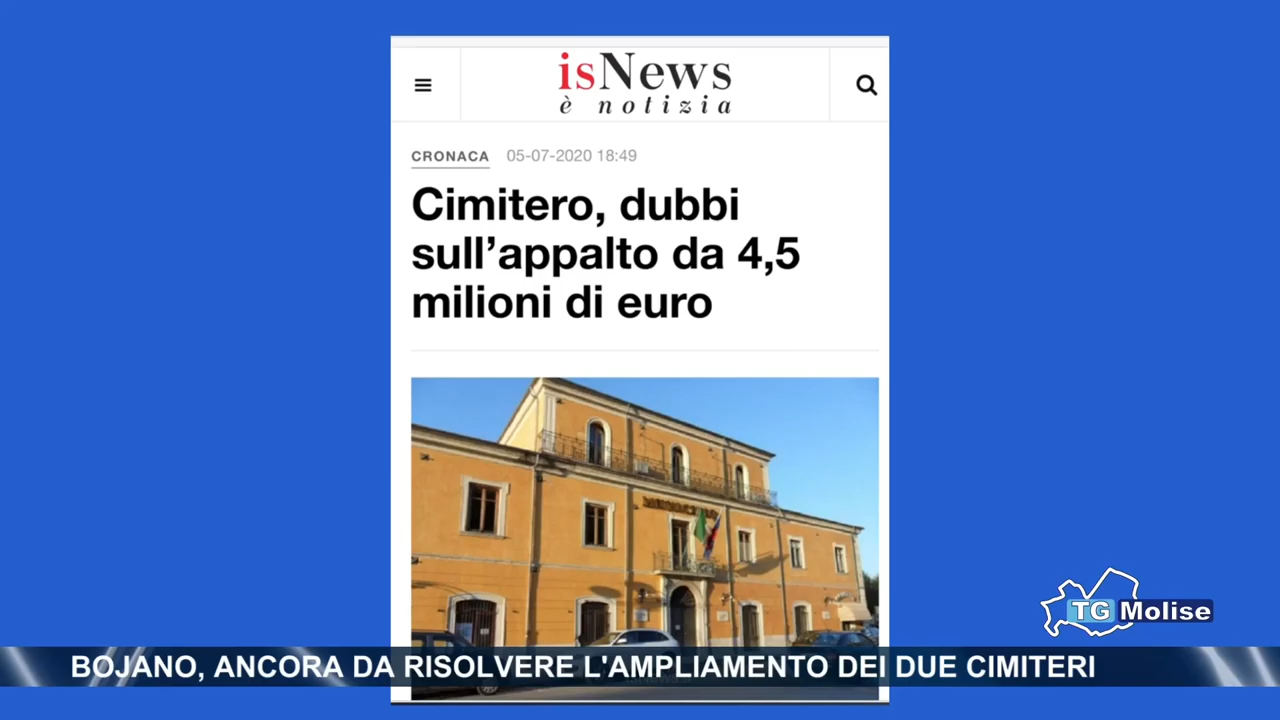 isNews
è notizia
CRONACA 05-07-2020 18:49
Cimitero, dubbi
sull'appalto da 4,5
milioni di euro
TG Molise
BOJANO, ANCORA DA RISOLVERE L'AMPLIAMENTO DEI DUE CIMITERI